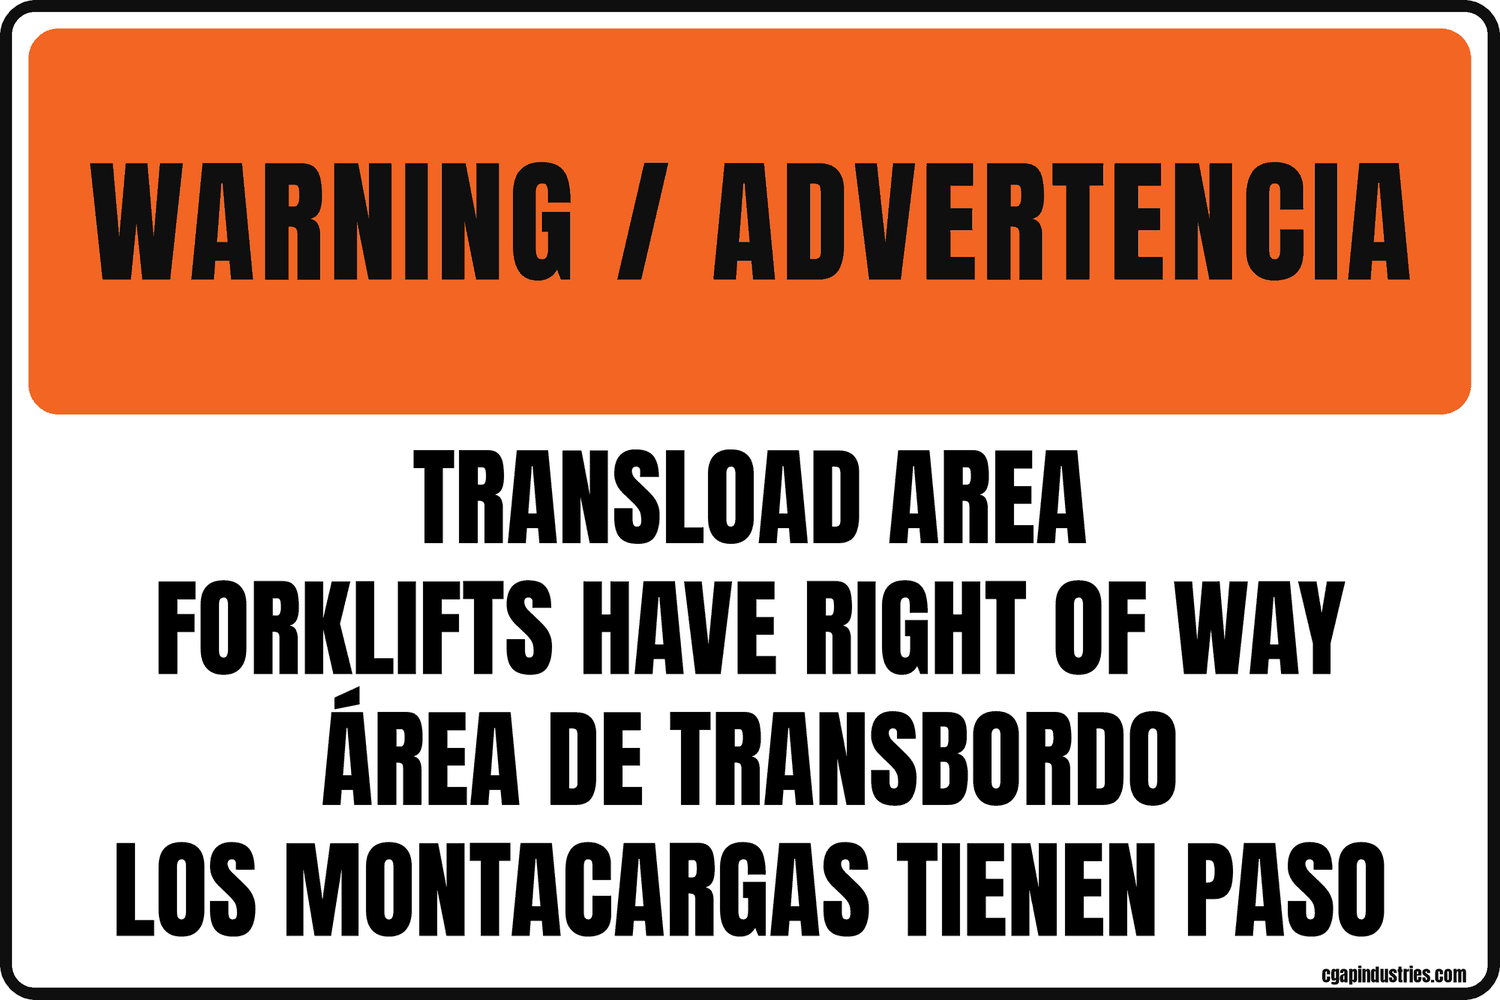 WARNING / ADVERTENCIA
TRANSLOAD AREA
FORKLIFTS HAVE RIGHT OF WAY
ÁREA DE TRANSBORDO
LOS MONTACARGAS TIENEN PASO
cgapindustries.com